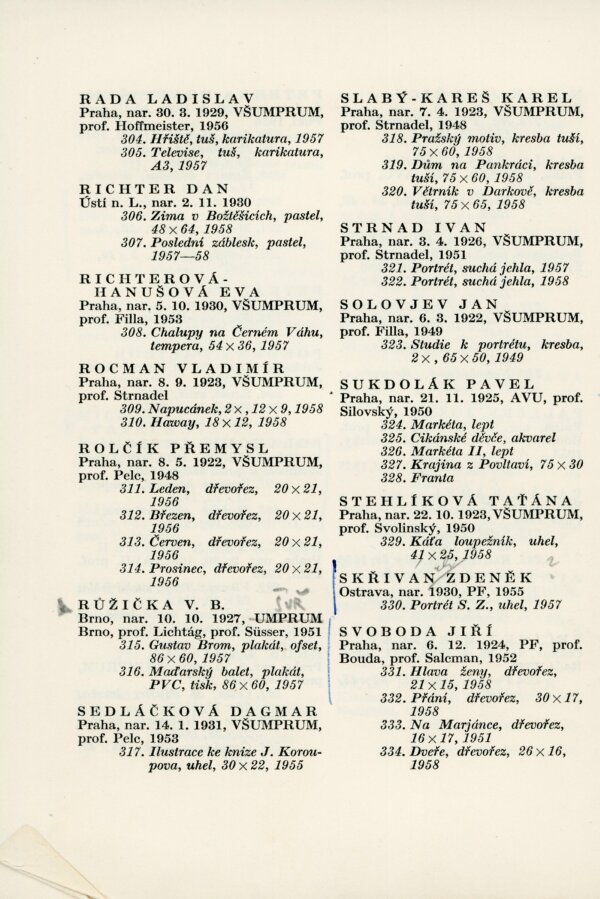 RADA LADISLAV
Praha, nar. 30. 3. 1929, VŠUMPRUM,
prof. Hoffmeister, 1956
304. Hřiště, tuš, karikatura, 1957
305. Televise, tuš, karikatura,
A3, 1957
RICHTER DAN
Ústí n. L., nar. 2. 11. 1930
306. Zima v Božtěšicích, pastel,
48×64, 1958
307. Poslední záblesk, pastel,
1957—58
RICHTEROVÁ-
HANUŠOVÁ EVA
Praha, nar. 5. 10. 1930, VŠUMPRUM,
prof. Filla, 1953
308. Chalupy na Černém Váhu,
tempera, 54×36, 1957
ROCMAN VLADIMÍR
Praha, nar. 8. 9. 1923, VŠUMPRUM,
prof. Strnadel
309. Napucánek, 2×, 12×9, 1958
310. Haway, 18×12, 1958
ROLČÍK PŘEMYSL
Praha, nar. 8. 5. 1922, VŠUMPRUM,
prof. Pelc, 1948
311. Leden, dřevořez, 20×21,
1956
312. Březen, dřevořez, 20×21,
1956
313. Červen, dřevořez, 20×21,
1956
314. Prosinec, dřevořez, 20×21,
1956
RŮŽIČKA V. B. ŠUŘ
Brno, nar. 10. 10. 1927, UMPRUM
Brno, prof. Lichtág, prof. Süsser, 1951
315. Gustav Brom, plakát, ofset,
86×60, 1957
316. Maďarský balet, plakát,
PVC, tisk, 86×60, 1957
SEDLÁČKOVÁ DAGMAR
Praha, nar. 14. 1. 1931, VŠUMPRUM,
prof. Pelc, 1953
317. Ilustrace ke knize J. Korou-
pova, uhel, 30×22, 1955
SLABÝ-KAREŠ KAREL
Praha, nar. 7. 4. 1923, VŠUMPRUM,
prof. Strnadel, 1948
318. Pražský motiv, kresba tuší,
75×60, 1958
319. Dům na Pankráci, kresba
tuší, 75×60, 1958
320. Větrník v Darkově, kresba
tuší, 75×65, 1958
STRNAD IVAN
Praha, nar. 3. 4. 1926, VŠUMPRUM,
prof. Strnadel, 1951
321. Portrét, suchá jehla, 1957
322. Portrét, suchá jehla, 1958
SOLOVJEV JAN
Praha, nar. 6. 3. 1922, VŠUMPRUM,
prof. Filla, 1949
323. Studie k portrétu, kresba,
2×, 65×50, 1949
SUKDOLÁK PAVEL
Praha, nar. 21. 11. 1925, AVU, prof.
Silovský, 1950
324. Markéta, lept
325. Cikánské děvče, akvarel
326. Markéta II, lept
327. Krajina z Povltaví, 75×30
328. Franta
STEHLÍKOVÁ TAŤÁNA
Praha, nar. 22. 10. 1923, VŠUMPRUM,
prof. Svolinský, 1950
329. Káťa loupežník, uhel,
41×25, 1958
?
SKŘIVAN ZDENĚK
Ostrava, nar. 1930, PF, 1955
330. Portrét S. Z., uhel, 1957
SVOBODA JIŘÍ
Praha, nar. 6. 12. 1924, PF, prof.
Bouda, prof. Salcman, 1952
331. Hlava ženy, dřevořez,
21×15, 1958
332. Přání, dřevořez, 30×17,
1958
333. Na Marjánce, dřevořez,
16×17, 1951
334. Dveře, dřevořez, 26×16,
1958